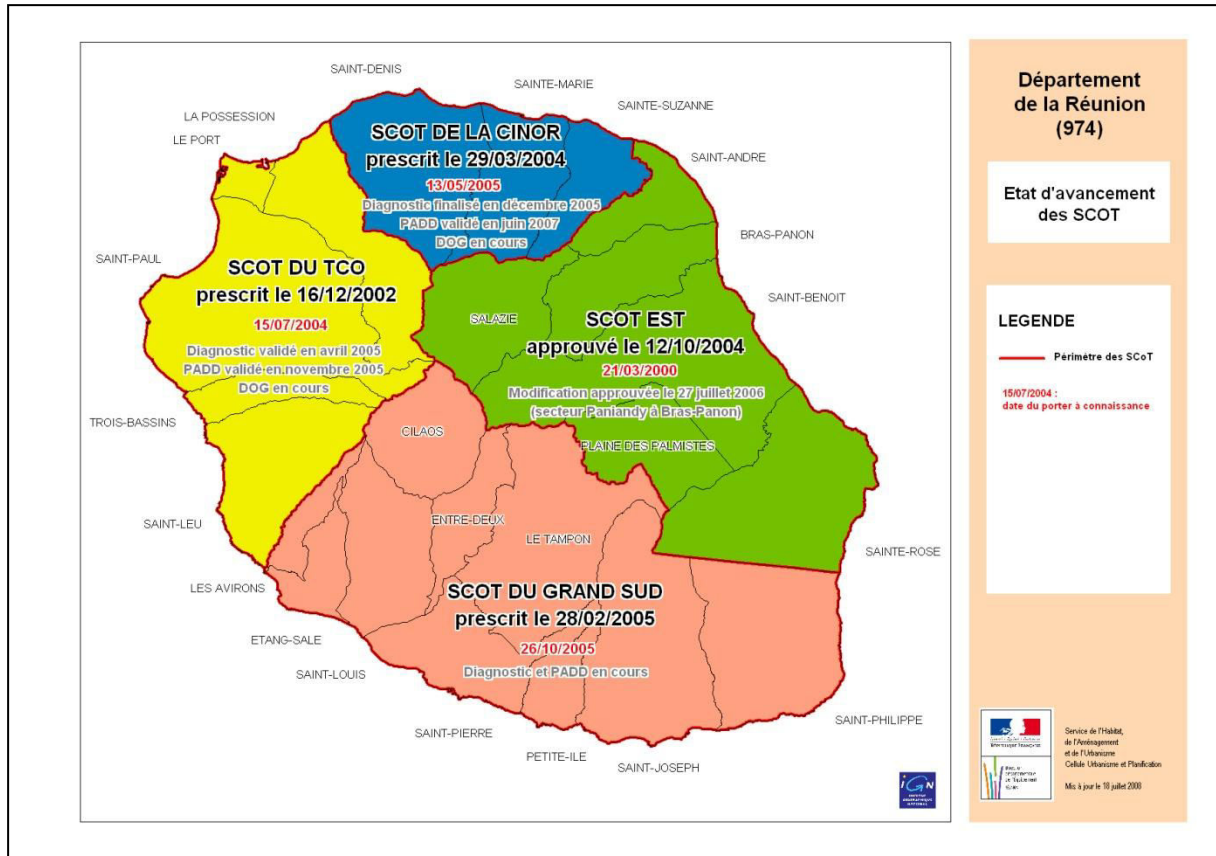 SAINT-DENIS
SAINTE-MARIE
SAINTE-SUZANNE
LA POSSESSION
LE PORT
SAINT-ANDRE
SCOT DE LA CINOR
prescrit le 29/03/2004
13/05/2005
Diagnostic finalisé en décembre 2005
PADD validé en juin 2007
DOG en cours
BRAS-PANON
SAINT-PAUL
SCOT DU TCO
prescrit le 16/12/2002
15/07/2004
Diagnostic validé en avril 2005
PADD validé en novembre 2005
DOG en cours
SAINT-BENOIT
SALAZIE
SCOT EST
approuvé le 12/10/2004
21/03/2000
Modification approuvée le 27 juillet 2006
(secteur Paniandy à Bras-Panon)
TROIS-BASSINS
CILAOS
PLAINE DES PALMISTES
SAINT-LEU
ENTRE-DEUX
LE TAMPON
SAINTE-ROSE
LES AVIRONS
SCOT DU GRAND SUD
prescrit le 28/02/2005
26/10/2005
Diagnostic et PADD en cours
ETANG-SALE
SAINT-LOUIS
SAINT-PIERRE
PETITE-ILE
SAINT-JOSEPH
SAINT-PHILIPPE
IGN
Département
de la Réunion
(974)
Etat d'avancement
des SCOT
LEGENDE
Périmètre des SCoT
15/07/2004 :
date du porter à connaissance
Service de l'Habitat,
de l'Aménagement
et de l'Urbanisme
Cellule Urbanisme et Planification
Mis à jour le 18 juillet 2008